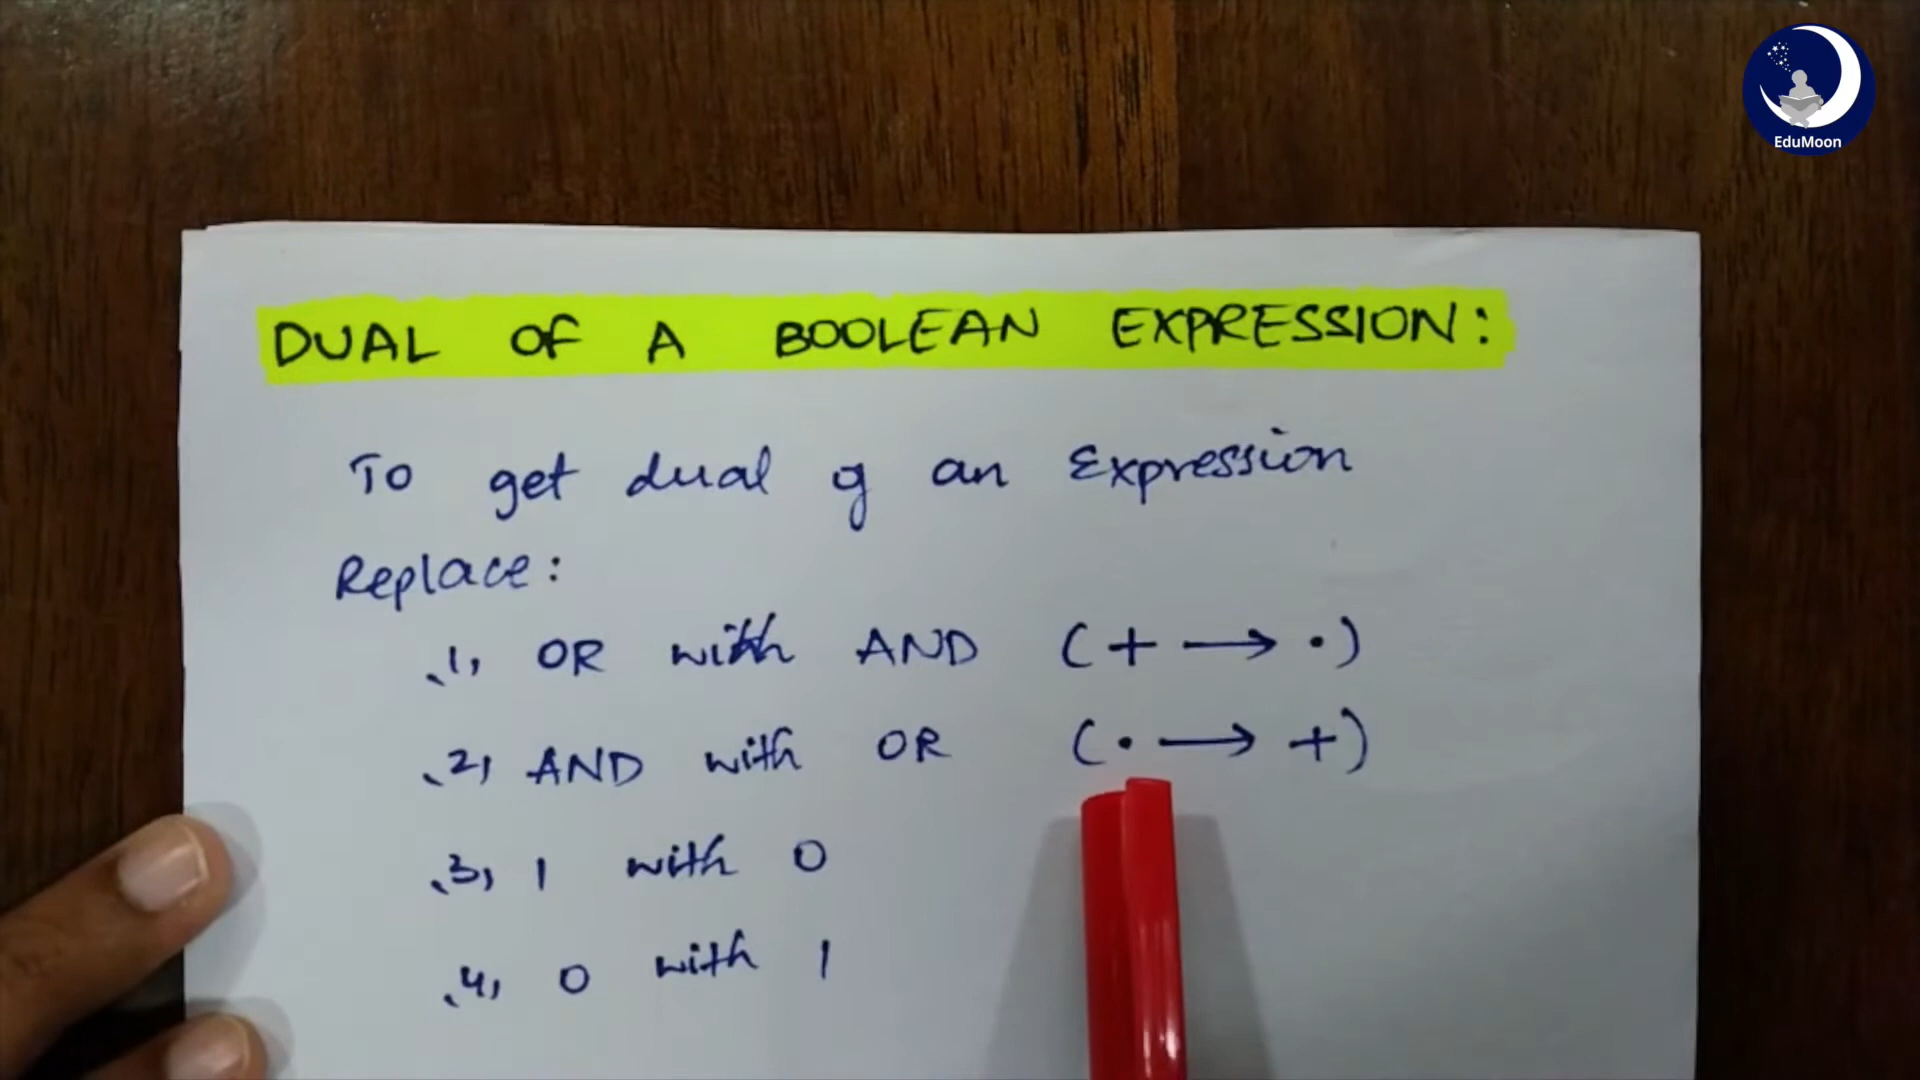 EduMoon
DUAL OF A BOOLEAN EXPRESSION:
To get dual of an Expression
Replace:
1, OR with AND (+ → •)
2, AND with OR (• → +)
3, 1 with 0
4, 0 with 1